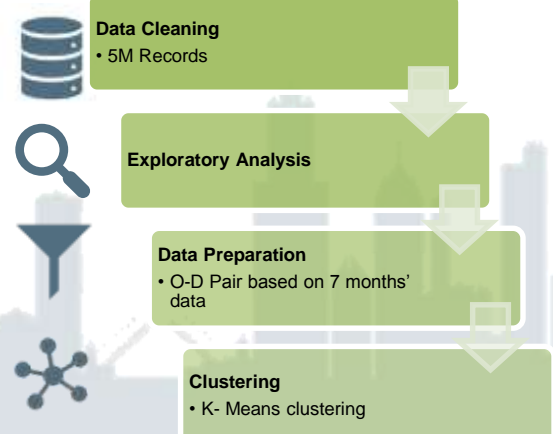 Data Cleaning
• 5M Records
Exploratory Analysis
Data Preparation
• O-D Pair based on 7 months’
data
Clustering
• K- Means clustering